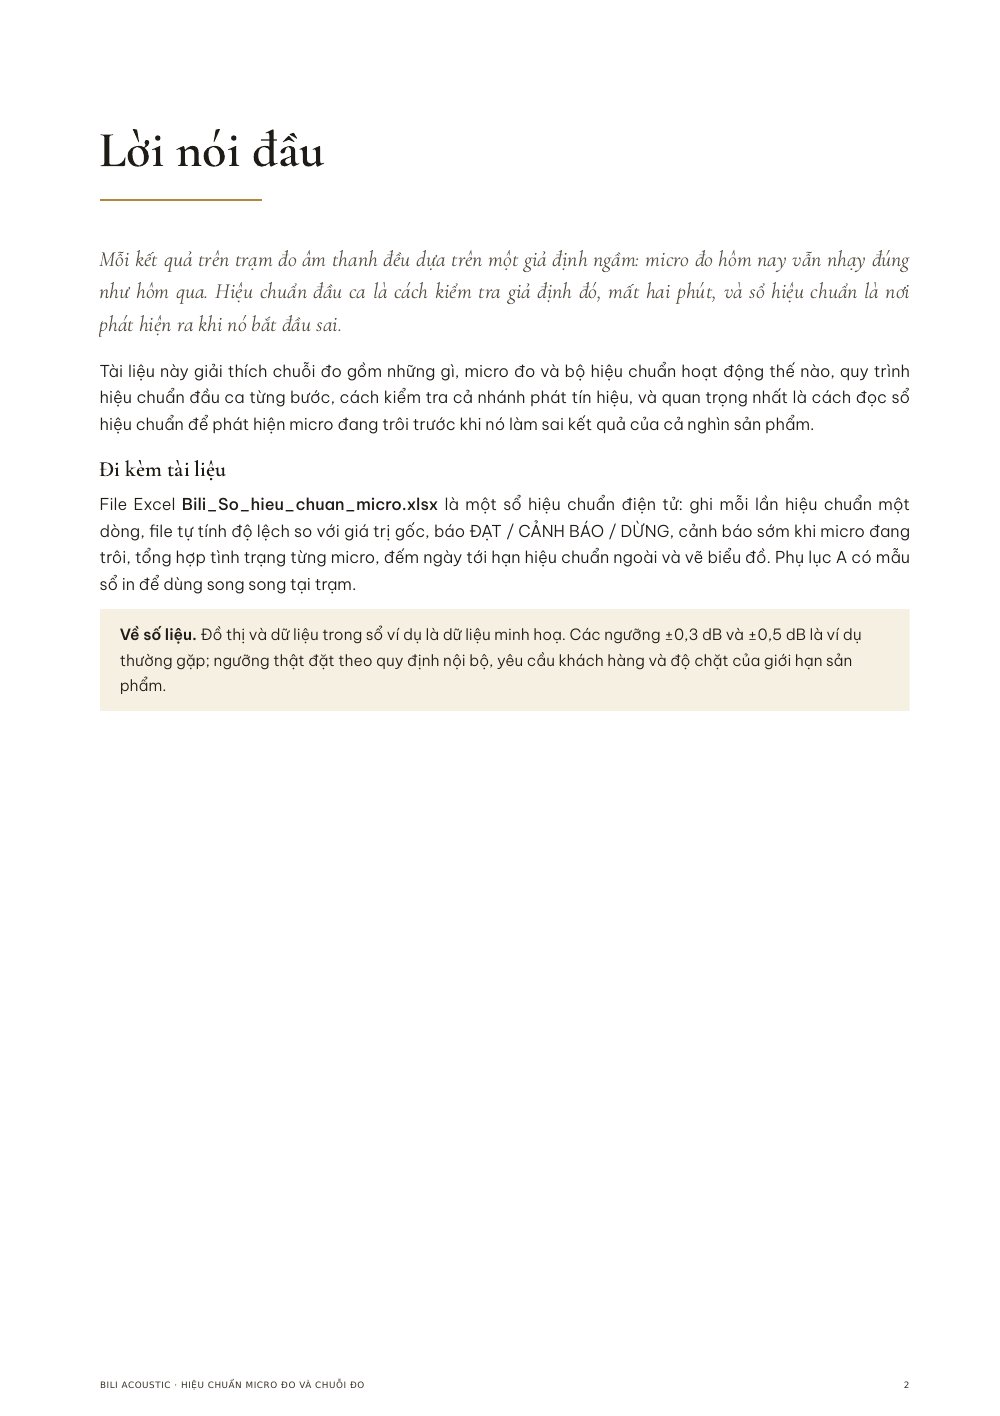 Lời nói đầu
Mỗi kết quả trên trạm đo âm thanh đều dựa trên một giả định ngầm: micro đo hôm nay vẫn nhạy đúng
như hôm qua. Hiệu chuẩn đầu ca là cách kiểm tra giả định đó, mất hai phút, và sổ hiệu chuẩn là nơi
phát hiện ra khi nó bắt đầu sai.
Tài liệu này giải thích chuỗi đo gồm những gì, micro đo và bộ hiệu chuẩn hoạt động thế nào, quy trình
hiệu chuẩn đầu ca từng bước, cách kiểm tra cả nhánh phát tín hiệu, và quan trọng nhất là cách đọc sổ
hiệu chuẩn để phát hiện micro đang trôi trước khi nó làm sai kết quả của cả nghìn sản phẩm.
Đi kèm tài liệu
File Excel Bili_So_hieu_chuan_micro.xlsx là một sổ hiệu chuẩn điện tử: ghi mỗi lần hiệu chuẩn một
dòng, file tự tính độ lệch so với giá trị gốc, báo ĐẠT / CẢNH BÁO / DỪNG, cảnh báo sớm khi micro đang
trôi, tổng hợp tình trạng từng micro, đếm ngày tới hạn hiệu chuẩn ngoài và vẽ biểu đồ. Phụ lục A có mẫu
sổ in để dùng song song tại trạm.
Về số liệu. Đồ thị và dữ liệu trong sổ ví dụ là dữ liệu minh hoạ. Các ngưỡng ±0,3 dB và ±0,5 dB là ví dụ
thường gặp; ngưỡng thật đặt theo quy định nội bộ, yêu cầu khách hàng và độ chặt của giới hạn sản
phẩm.
BILI ACOUSTIC · HIỆU CHUẨN MICRO ĐO VÀ CHUỖI ĐO
2